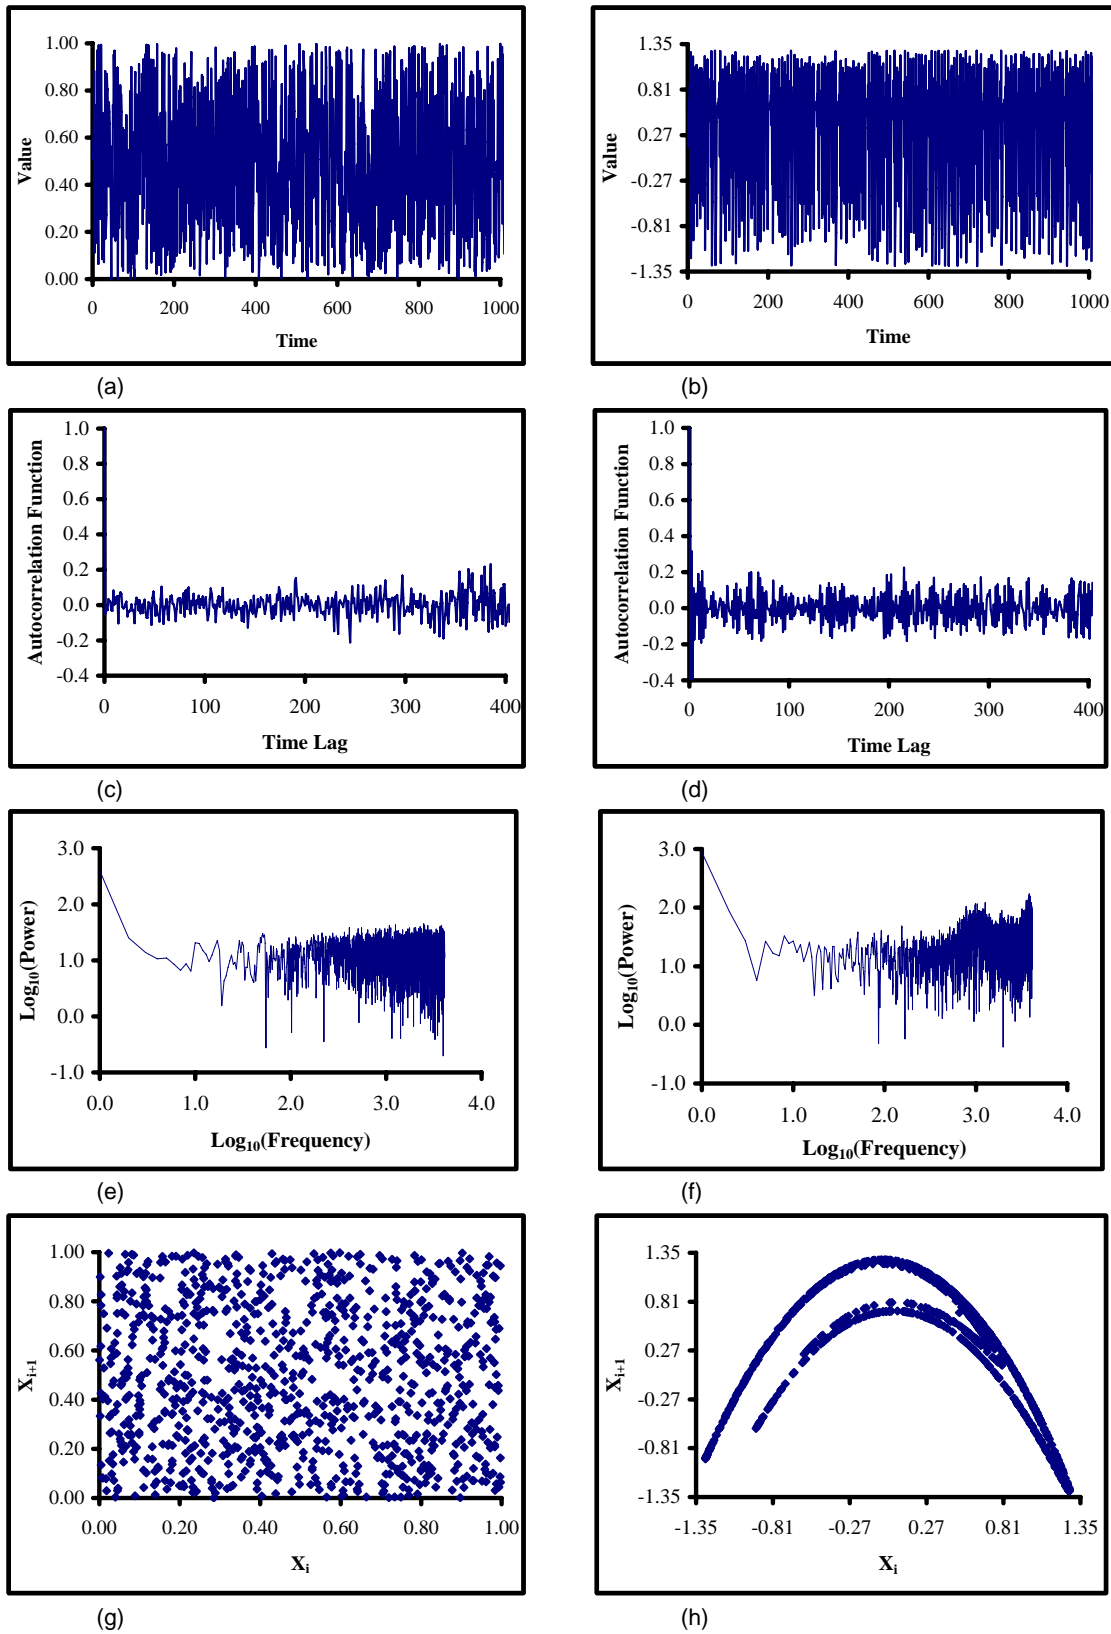 1.00
0.80
0.60
0.40
0.20
0.00
Value
0 200 400 600 800 1000
Time
(a)
1.35
0.81
0.27
-0.27
-0.81
-1.35
Value
0 200 400 600 800 1000
Time
(b)
1.0
0.8
0.6
0.4
0.2
0.0
-0.2
-0.4
Autocorrelation Function
0 100 200 300 400
Time Lag
(c)
1.0
0.8
0.6
0.4
0.2
0.0
-0.2
-0.4
Autocorrelation Function
0 100 200 300 400
Time Lag
(d)
3.0
2.0
1.0
0.0
-1.0
Log10(Power)
0.0 1.0 2.0 3.0 4.0
Log10(Frequency)
(e)
3.0
2.0
1.0
0.0
-1.0
Log10(Power)
0.0 1.0 2.0 3.0 4.0
Log10(Frequency)
(f)
1.00
0.80
0.60
0.40
0.20
0.00
Xi+1
0.00 0.20 0.40 0.60 0.80 1.00
Xi
(g)
1.35
0.81
0.27
-0.27
-0.81
-1.35
Xi+1
-1.35 -0.81 -0.27 0.27 0.81 1.35
Xi
(h)